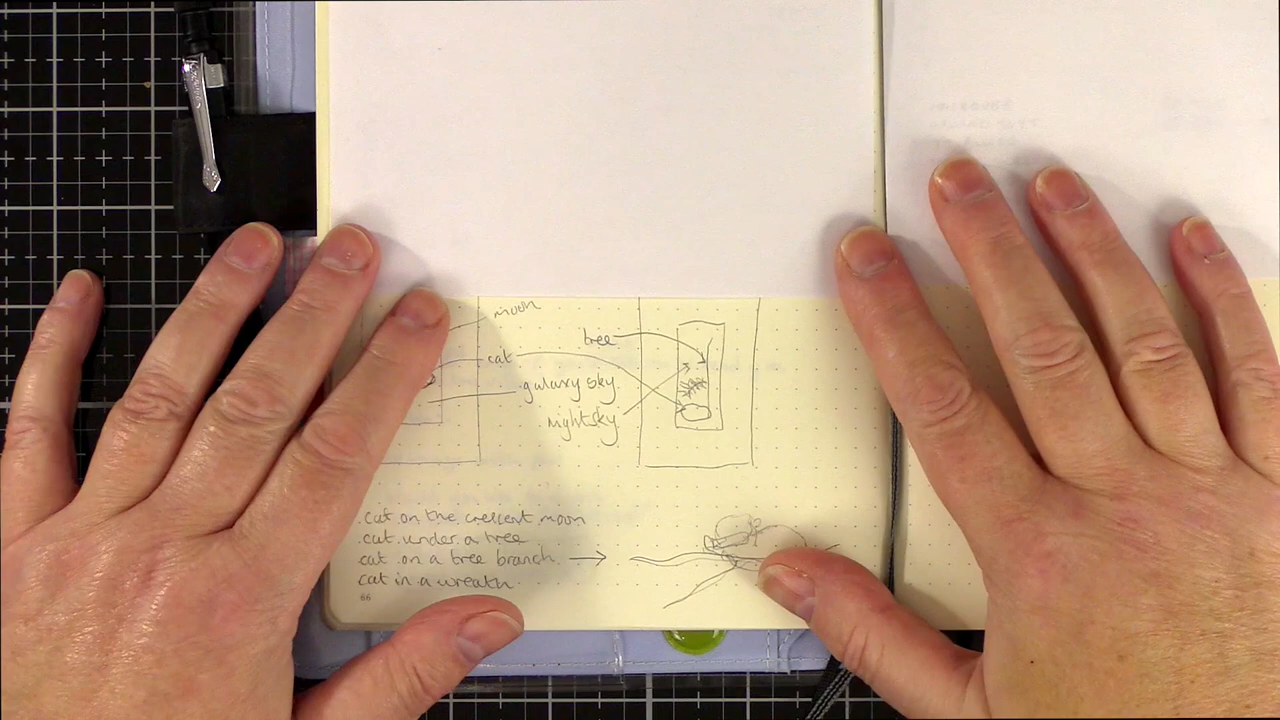 moon
tree
cat
galaxy sky
nightsky
cat on the crescent moon
cat under a tree
cat on a tree branch →
cat in a wreath
66